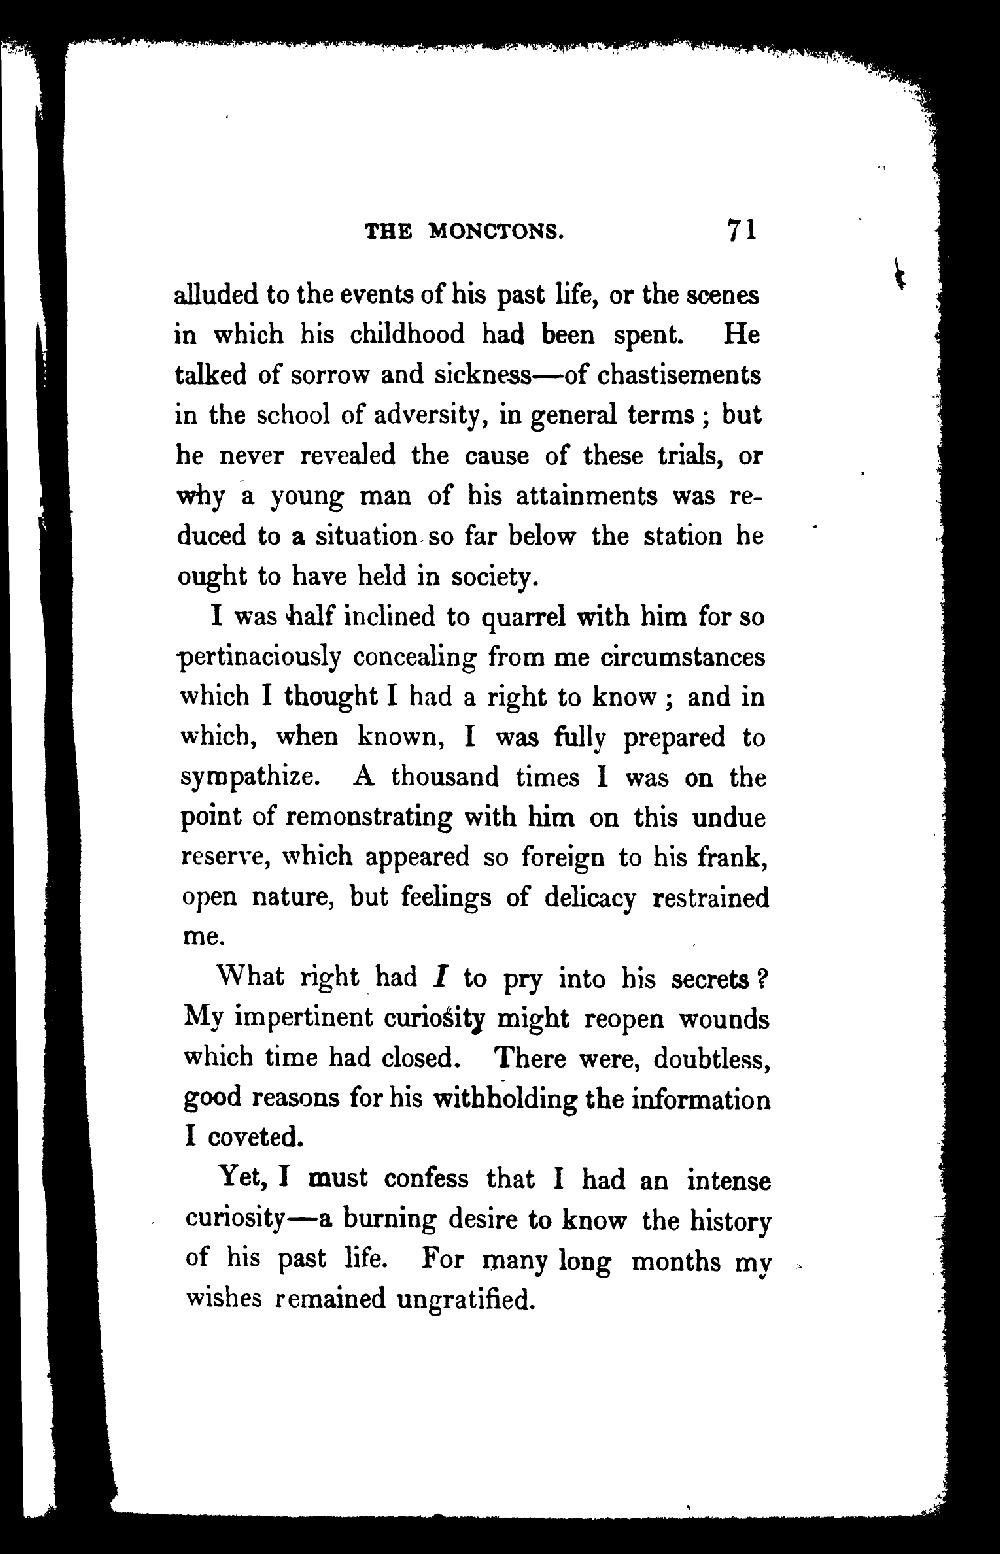 THE MONCTONS. 71
alluded to the events of his past life, or the scenes
in which his childhood had been spent. He
talked of sorrow and sickness—of chastisements
in the school of adversity, in general terms ; but
he never revealed the cause of these trials, or
why a young man of his attainments was re-
duced to a situation so far below the station he
ought to have held in society.
I was half inclined to quarrel with him for so
pertinaciously concealing from me circumstances
which I thought I had a right to know ; and in
which, when known, I was fully prepared to
sympathize. A thousand times I was on the
point of remonstrating with him on this undue
reserve, which appeared so foreign to his frank,
open nature, but feelings of delicacy restrained
me.
What right had I to pry into his secrets ?
My impertinent curiosity might reopen wounds
which time had closed. There were, doubtless,
good reasons for his withholding the information
I coveted.
Yet, I must confess that I had an intense
curiosity—a burning desire to know the history
of his past life. For many long months my
wishes remained ungratified.